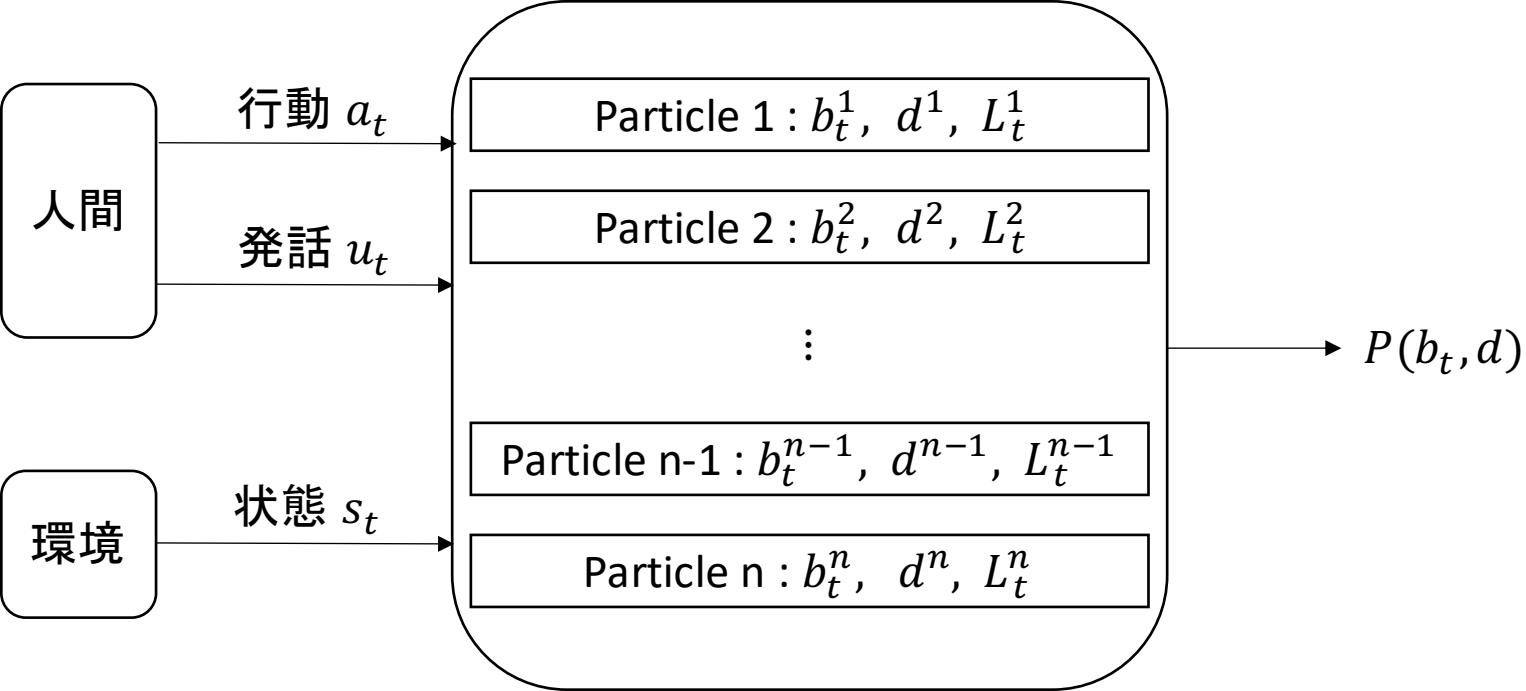 人間
行動 $a_t$
発話 $u_t$
環境
状態 $s_t$
Particle 1 : $b_t^1$, $d^1$, $L_t^1$
Particle 2 : $b_t^2$, $d^2$, $L_t^2$
⋮
Particle n-1 : $b_t^{n-1}$, $d^{n-1}$, $L_t^{n-1}$
Particle n : $b_t^n$, $d^n$, $L_t^n$
$P(b_t, d)$